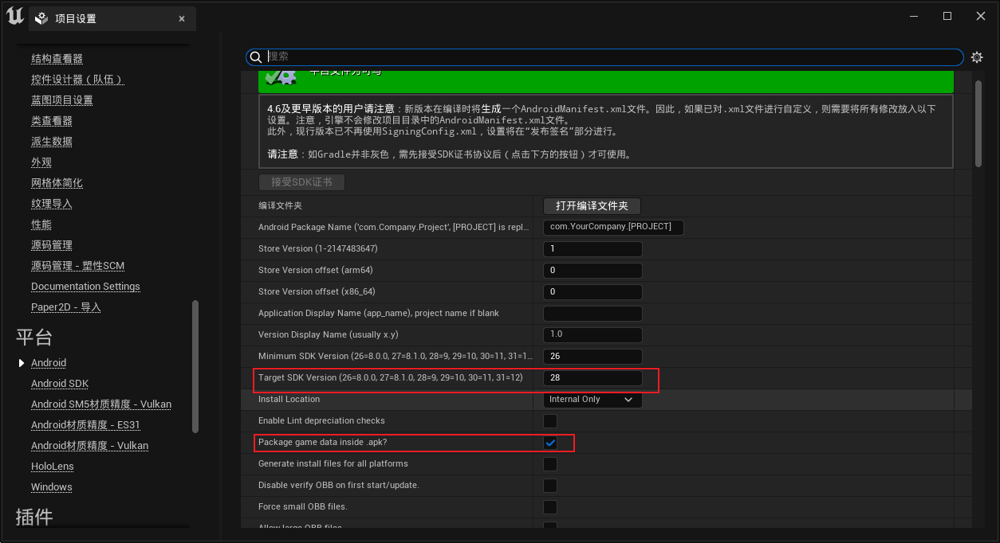 项目设置
结构查看器
控件设计器（队伍）
蓝图项目设置
类查看器
派生数据
外观
网格体简化
纹理导入
性能
源码管理
源码管理 - 塑性SCM
Documentation Settings
Paper2D - 导入
平台
Android
Android SDK
Android SM5材质精度 - Vulkan
Android材质精度 - ES31
Android材质精度 - Vulkan
HoloLens
Windows
插件
搜索
平台文件为可写
4.6及更早版本的用户请注意：新版本在编译时将生成一个AndroidManifest.xml文件。因此，如果已对.xml文件进行自定义，则需要将所有修改放入以下
设置。注意，引擎不会修改项目目录中的AndroidManifest.xml文件。
此外，现行版本已不再使用SigningConfig.xml，设置将在“发布签名”部分进行。
请注意：如Gradle并非灰色，需先接受SDK证书协议后（点击下方的按钮）才可使用。
接受SDK证书
编译文件夹 打开编译文件夹
Android Package Name ('com.Company.Project', [PROJECT] is repl... com.YourCompany.[PROJECT]
Store Version (1-2147483647) 1
Store Version offset (arm64) 0
Store Version offset (x86_64) 0
Application Display Name (app_name), project name if blank
Version Display Name (usually x.y) 1.0
Minimum SDK Version (26=8.0.0, 27=8.1.0, 28=9, 29=10, 30=11, 31=1... 26
Target SDK Version (26=8.0.0, 27=8.1.0, 28=9, 29=10, 30=11, 31=12) 28
Install Location Internal Only
Enable Lint depreciation checks
Package game data inside .apk?
Generate install files for all platforms
Disable verify OBB on first start/update.
Force small OBB files.
Allow large OBB files.